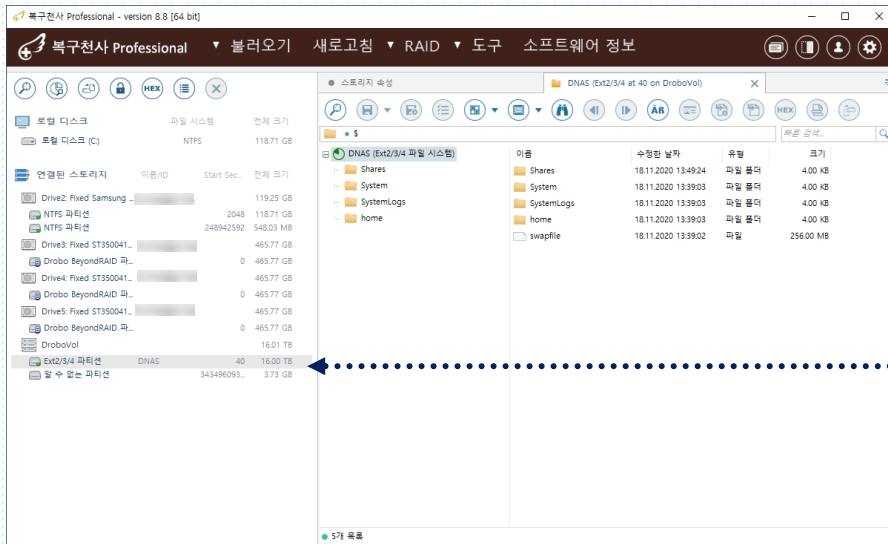 복구천사 Professional - version 8.8 [64 bit]
복구천사 Professional ▼ 불러오기 새로고침 ▼ RAID ▼ 도구 소프트웨어 정보
HEX
로컬 디스크 파일 시스템 전체 크기
로컬 디스크 (C:) NTFS 118.71 GB
연결된 스토리지 이름/ID Start Sec... 전체 크기
Drive2: Fixed Samsung ... 119.25 GB
NTFS 파티션 2048 118.71 GB
NTFS 파티션 248942592 548.03 MB
Drive3: Fixed ST350041... 465.77 GB
Drobo BeyondRAID 파... 0 465.77 GB
Drive4: Fixed ST350041... 465.77 GB
Drobo BeyondRAID 파... 0 465.77 GB
Drive5: Fixed ST350041... 465.77 GB
Drobo BeyondRAID 파... 0 465.77 GB
DroboVol 16.01 TB
Ext2/3/4 파티션 DNAS 40 16.00 TB
알 수 없는 파티션 343496093... 3.73 GB
스토리지 속성 DNAS (Ext2/3/4 at 40 on DroboVol)
ÄB HEX
$ 빠른 검색...
DNAS (Ext2/3/4 파일 시스템)
Shares
System
SystemLogs
home
이름 수정한 날짜 유형 크기
Shares 18.11.2020 13:49:24 파일 폴더 4.00 KB
System 18.11.2020 13:39:03 파일 폴더 4.00 KB
SystemLogs 18.11.2020 13:39:03 파일 폴더 4.00 KB
home 18.11.2020 13:39:03 파일 폴더 4.00 KB
swapfile 18.11.2020 13:39:02 파일 256.00 MB
5개 목록